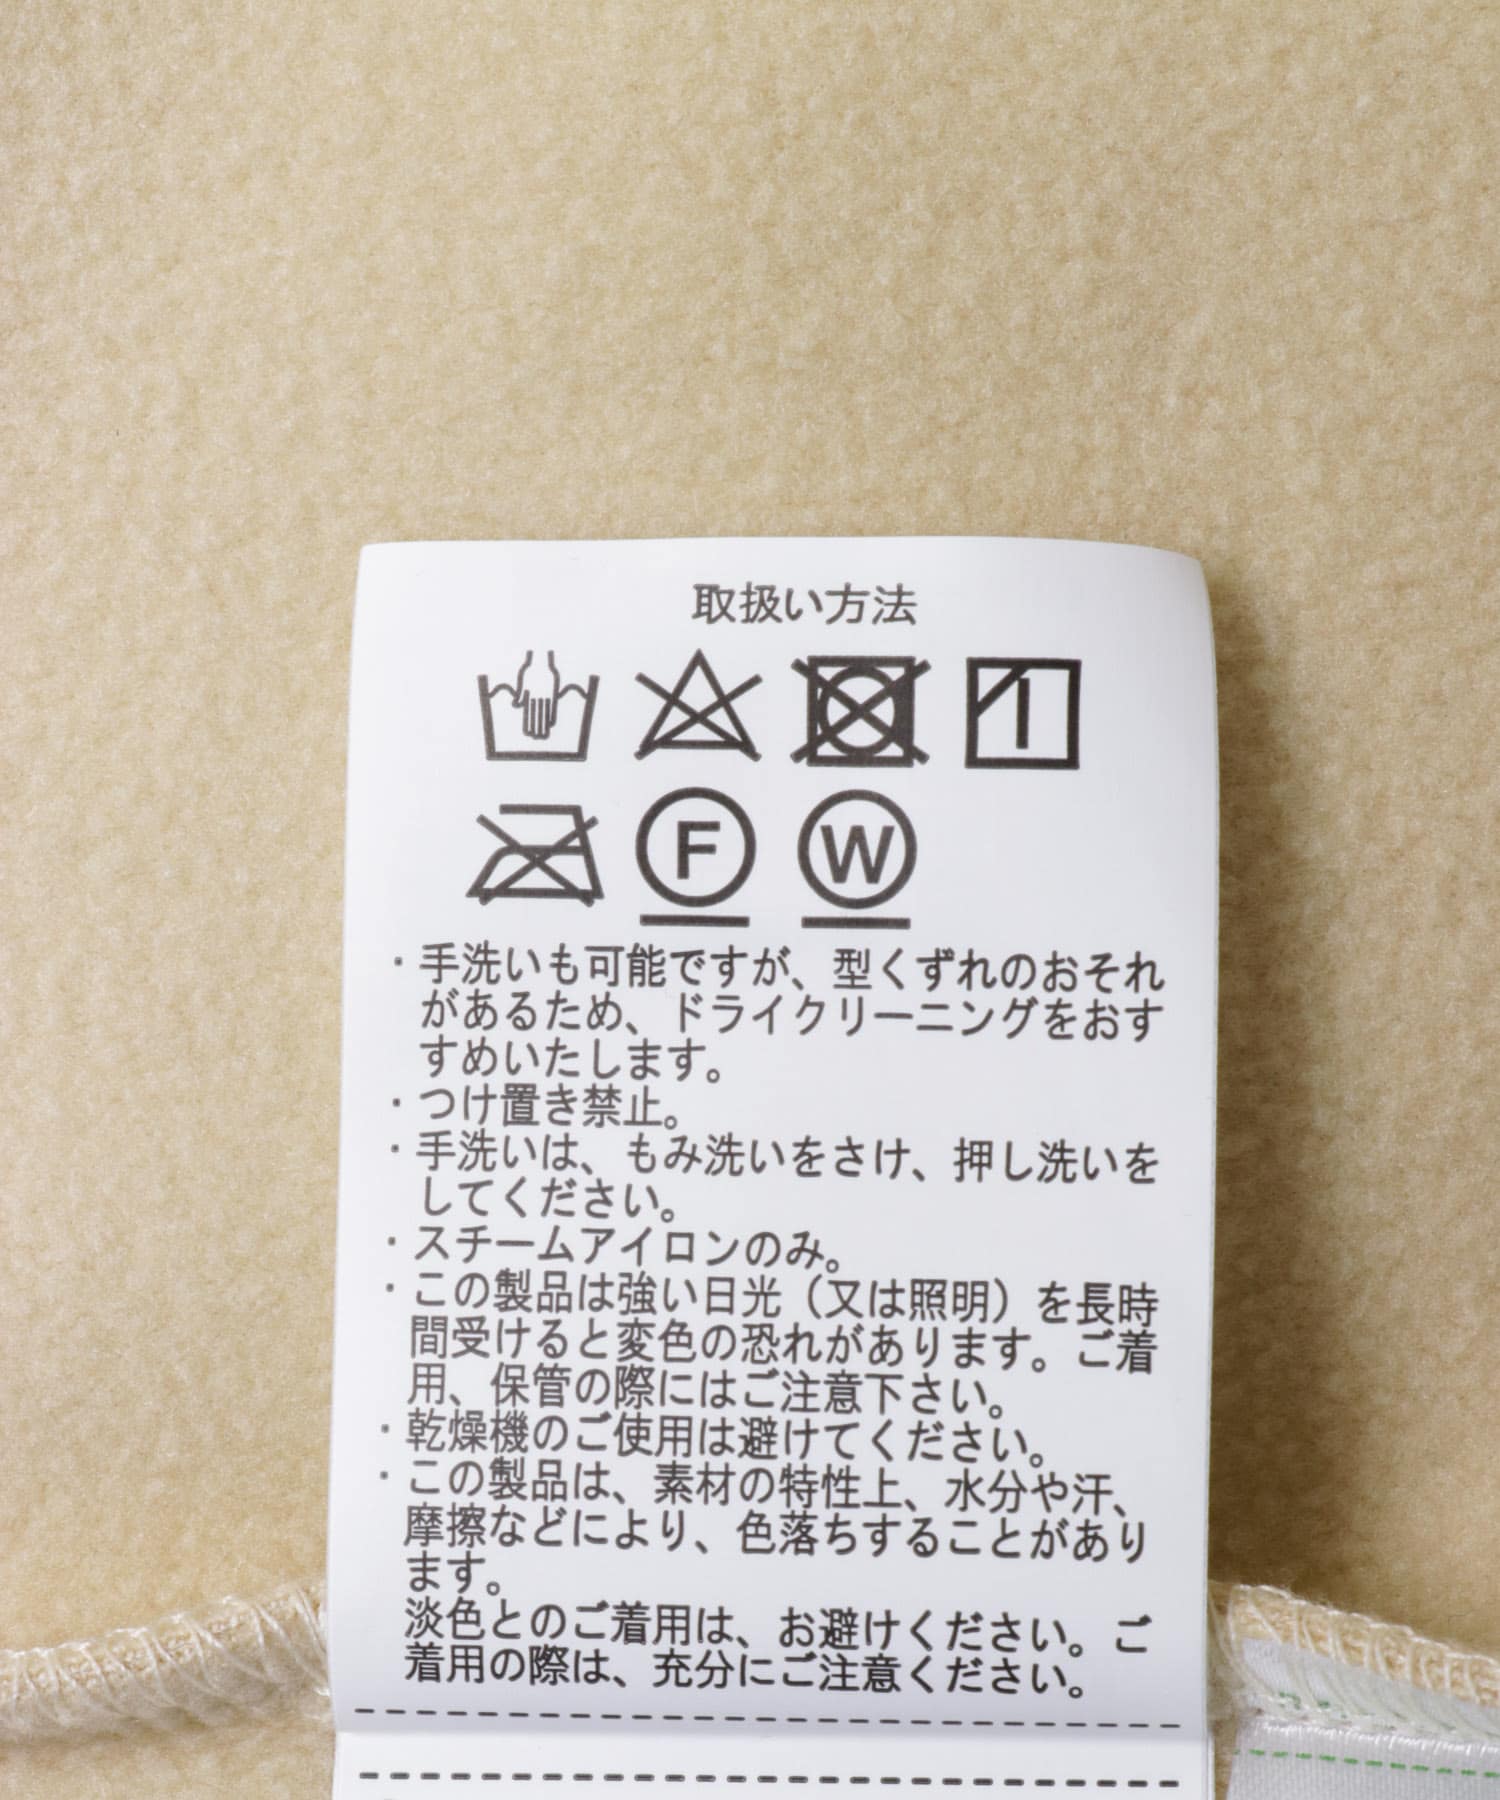 取扱い方法
F W
・手洗いも可能ですが、型くずれのおそれ
があるため、ドライクリーニングをおす
すめいたします。
・つけ置き禁止。
・手洗いは、もみ洗いをさけ、押し洗いを
してください。
・スチームアイロンのみ。
・この製品は強い日光（又は照明）を長時
間受けると変色の恐れがあります。ご着
用、保管の際にはご注意下さい。
・乾燥機のご使用は避けてください。
・この製品は、素材の特性上、水分や汗、
摩擦などにより、色落ちすることがあり
ます。
淡色とのご着用は、お避けください。ご
着用の際は、充分にご注意ください。